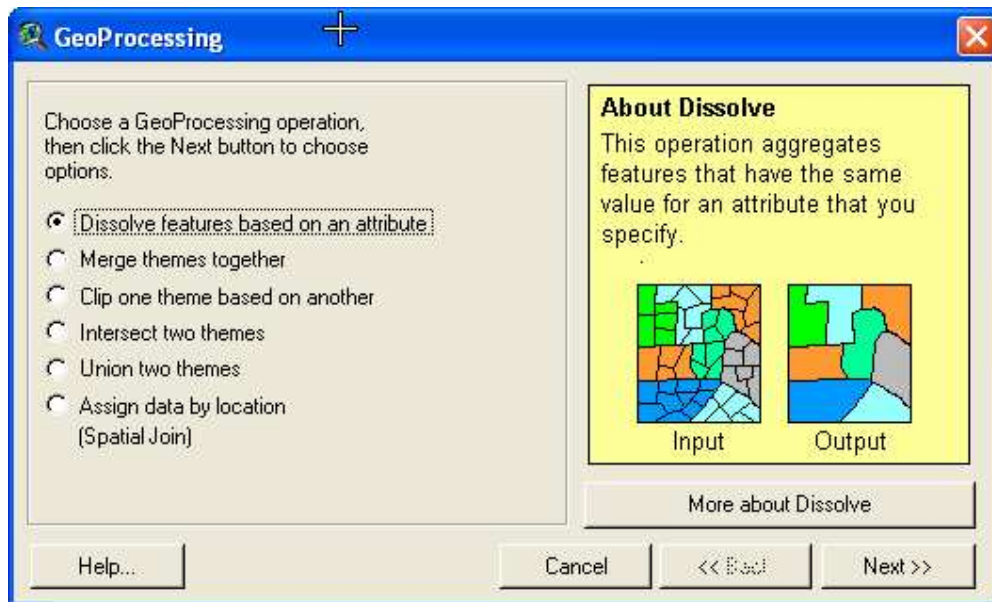 GeoProcessing
Choose a GeoProcessing operation,
then click the Next button to choose
options.
Dissolve features based on an attribute
Merge themes together
Clip one theme based on another
Intersect two themes
Union two themes
Assign data by location
(Spatial Join)
About Dissolve
This operation aggregates
features that have the same
value for an attribute that you
specify.
Input
Output
More about Dissolve
Help...
Cancel
<< Back
Next >>